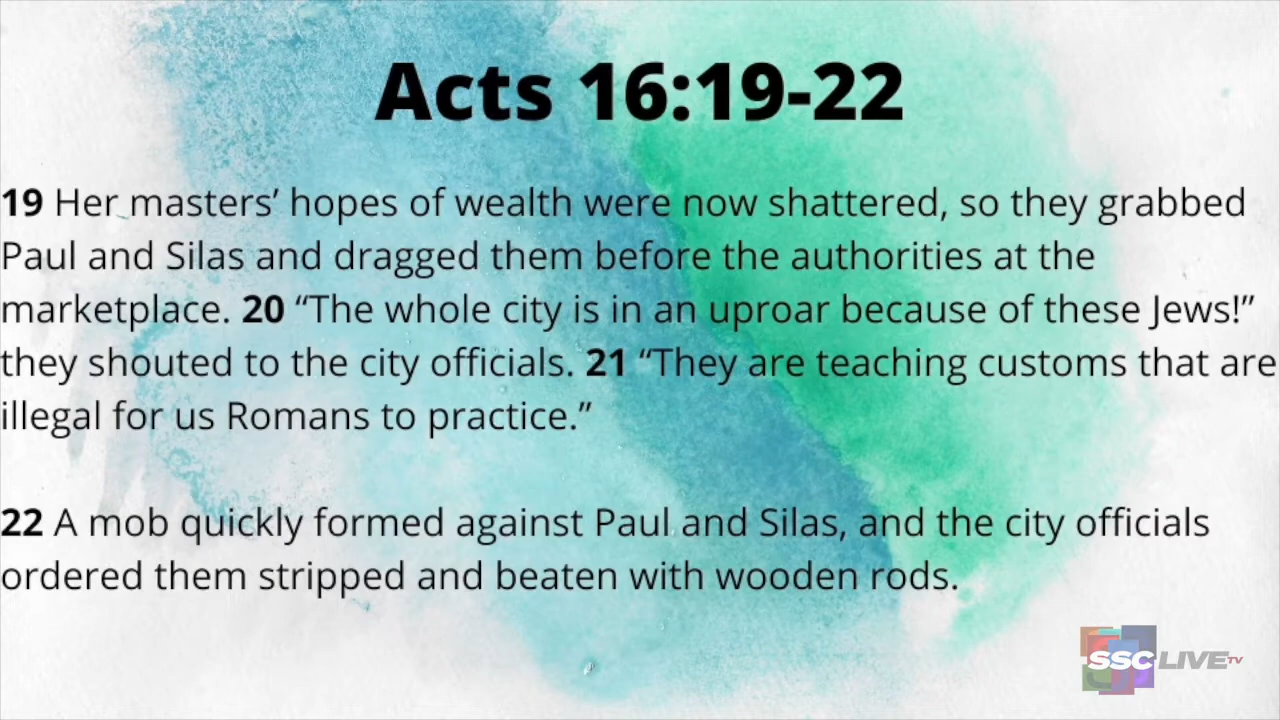 Acts 16:19-22
19 Her masters’ hopes of wealth were now shattered, so they grabbed
Paul and Silas and dragged them before the authorities at the
marketplace. 20 “The whole city is in an uproar because of these Jews!”
they shouted to the city officials. 21 “They are teaching customs that are
illegal for us Romans to practice.”
22 A mob quickly formed against Paul and Silas, and the city officials
ordered them stripped and beaten with wooden rods.
SSC LIVE TV